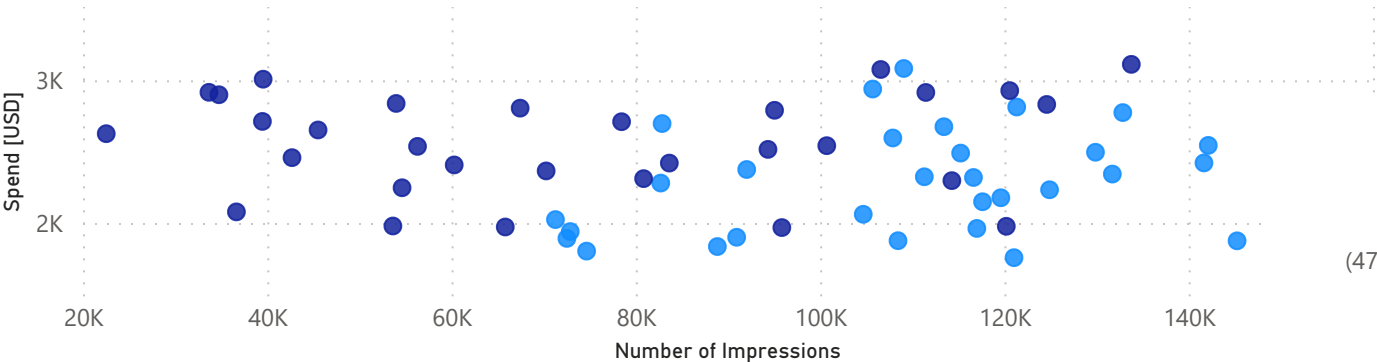 3K
2K
Spend [USD]
(47
20K 40K 60K 80K 100K 120K 140K
Number of Impressions